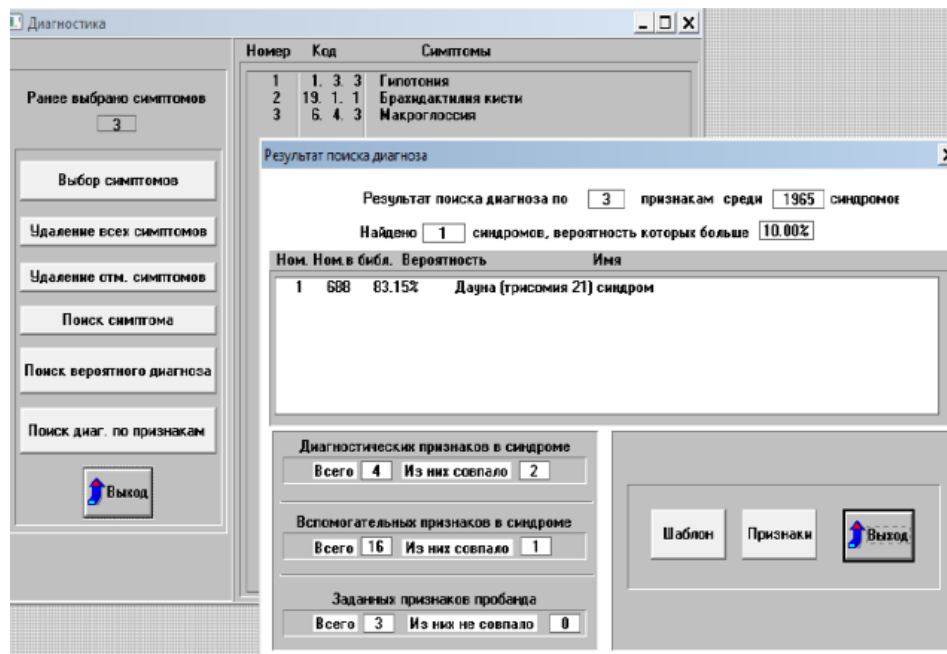 Диагностика
Номер Код Симптомы
1 1. 3. 3 Гипотония
2 19. 1. 1 Брахидактилия кисти
3 6. 4. 3 Макроглоссия
Ранее выбрано симптомов
3
Выбор симптомов
Удаление всех симптомов
Удаление отм. симптомов
Поиск симптома
Поиск вероятного диагноза
Поиск диаг. по признакам
Выход
Результат поиска диагноза
Результат поиска диагноза по 3 признакам среди 1965 синдромов
Найдено 1 синдромов, вероятность которых больше 10.00%
Ном. Ном.в библ. Вероятность Имя
1 688 83.15% Дауна (трисомия 21) синдром
Диагностических признаков в синдроме
Всего 4 Из них совпало 2
Вспомогательных признаков в синдроме
Всего 16 Из них совпало 1
Заданных признаков пробанда
Всего 3 Из них не совпало 0
Шаблон
Признаки
Выход